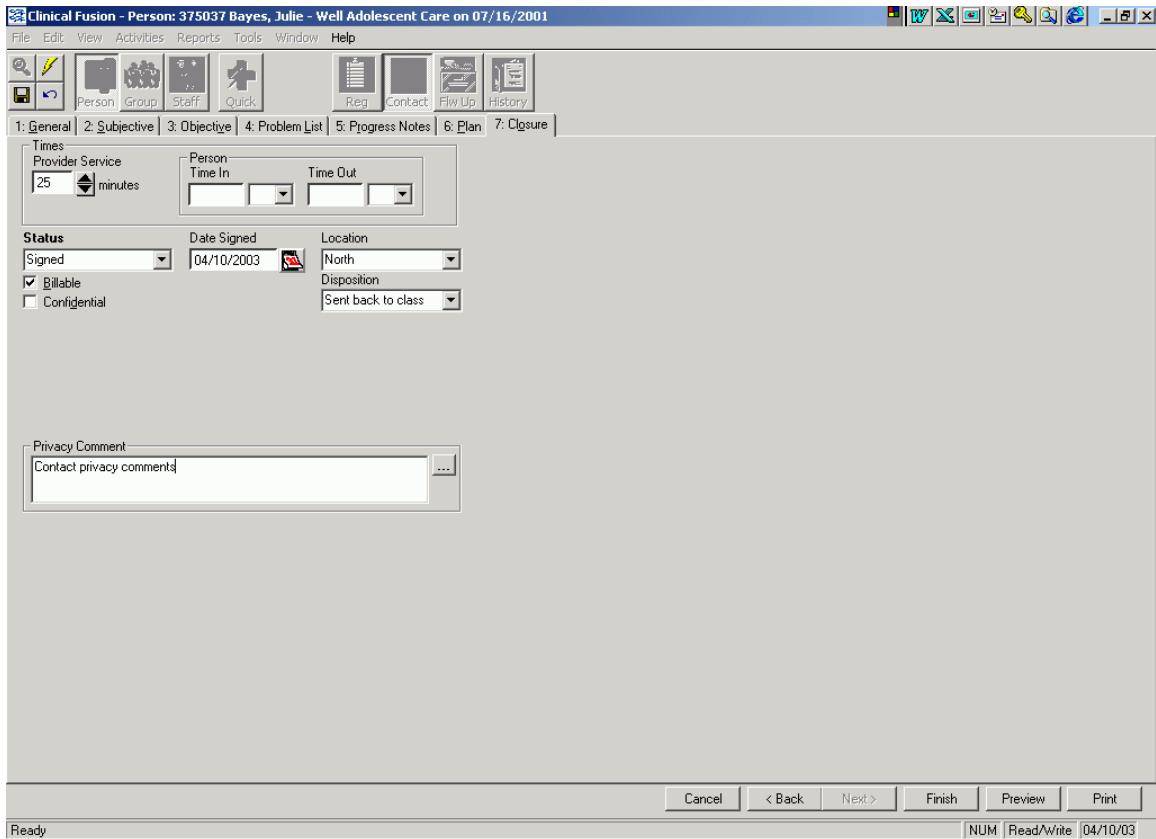 Clinical Fusion - Person: 375037 Bayes, Julie - Well Adolescent Care on 07/16/2001
File Edit View Activities Reports Tools Window Help
Person Group Staff Quick Reg Contact Flw Up History
1: General 2: Subjective 3: Objective 4: Problem List 5: Progress Notes 6: Plan 7: Closure
Times
Provider Service
25 minutes
Person
Time In Time Out
Status Date Signed Location
Signed 04/10/2003 North
Billable Disposition
Confidential Sent back to class
Privacy Comment
Contact privacy comments
...
Cancel < Back Next > Finish Preview Print
Ready NUM Read/Write 04/10/03